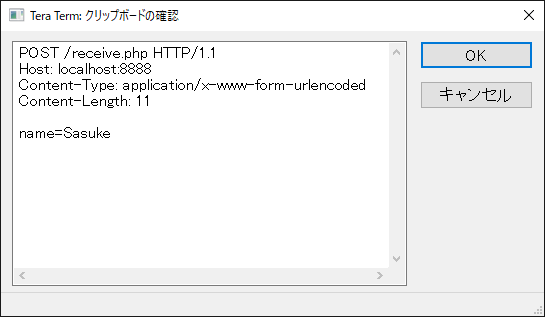 Tera Term: クリップボードの確認
POST /receive.php HTTP/1.1
Host: localhost:8888
Content-Type: application/x-www-form-urlencoded
Content-Length: 11

name=Sasuke
OK
キャンセル